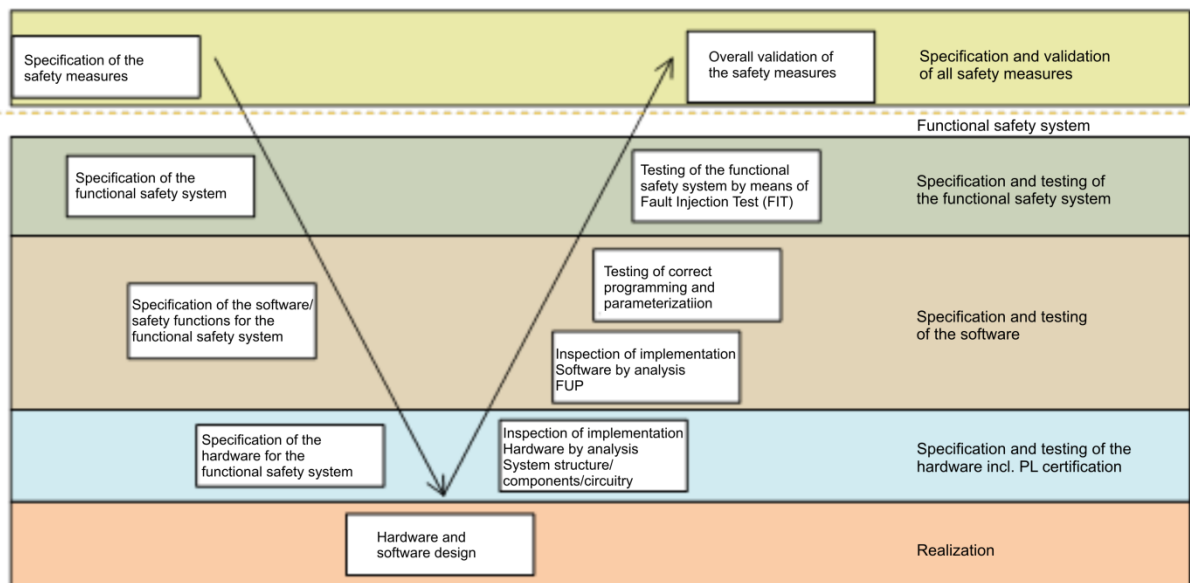 Specification of the
safety measures
Overall validation of
the safety measures
Specification and validation
of all safety measures
Functional safety system
Specification of the
functional safety system
Testing of the functional
safety system by means of
Fault Injection Test (FIT)
Specification and testing of
the functional safety system
Specification of the software/
safety functions for the
functional safety system
Testing of correct
programming and
parameterizatiion
Inspection of implementation
Software by analysis
FUP
Specification and testing
of the software
Specification of the
hardware for the
functional safety system
Inspection of implementation
Hardware by analysis
System structure/
components/circuitry
Specification and testing of the
hardware incl. PL certification
Hardware and
software design
Realization